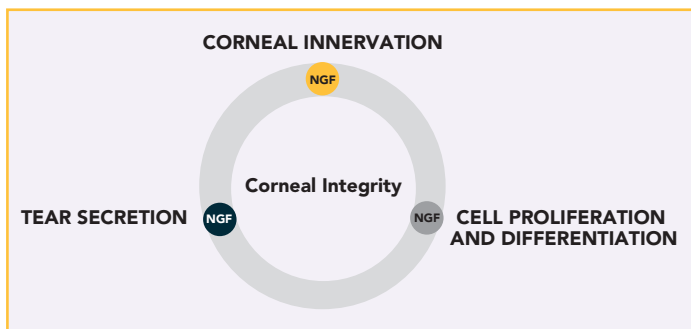 CORNEAL INNERVATION
NGF
Corneal Integrity
TEAR SECRETION
NGF
NGF
CELL PROLIFERATION
AND DIFFERENTIATION